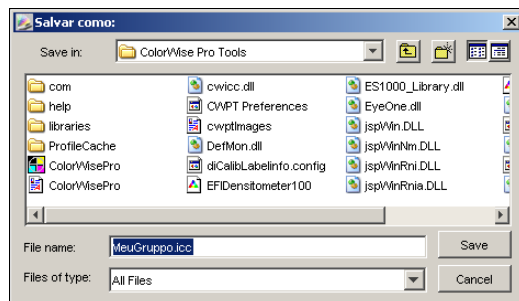 Salvar como:
Save in: ColorWise Pro Tools
com cwicc.dll ES1000_Library.dll
help CWPT Preferences EyeOne.dll
libraries cwptImages jspWin.DLL
ProfileCache DefMon.dll jspWinNm.DLL
ColorWisePro diCalibLabelinfo.config jspWinRni.DLL
ColorWisePro EFIDensitometer100 jspWinRnia.DLL
File name: MeuGruppo.icc Save
Files of type: All Files Cancel